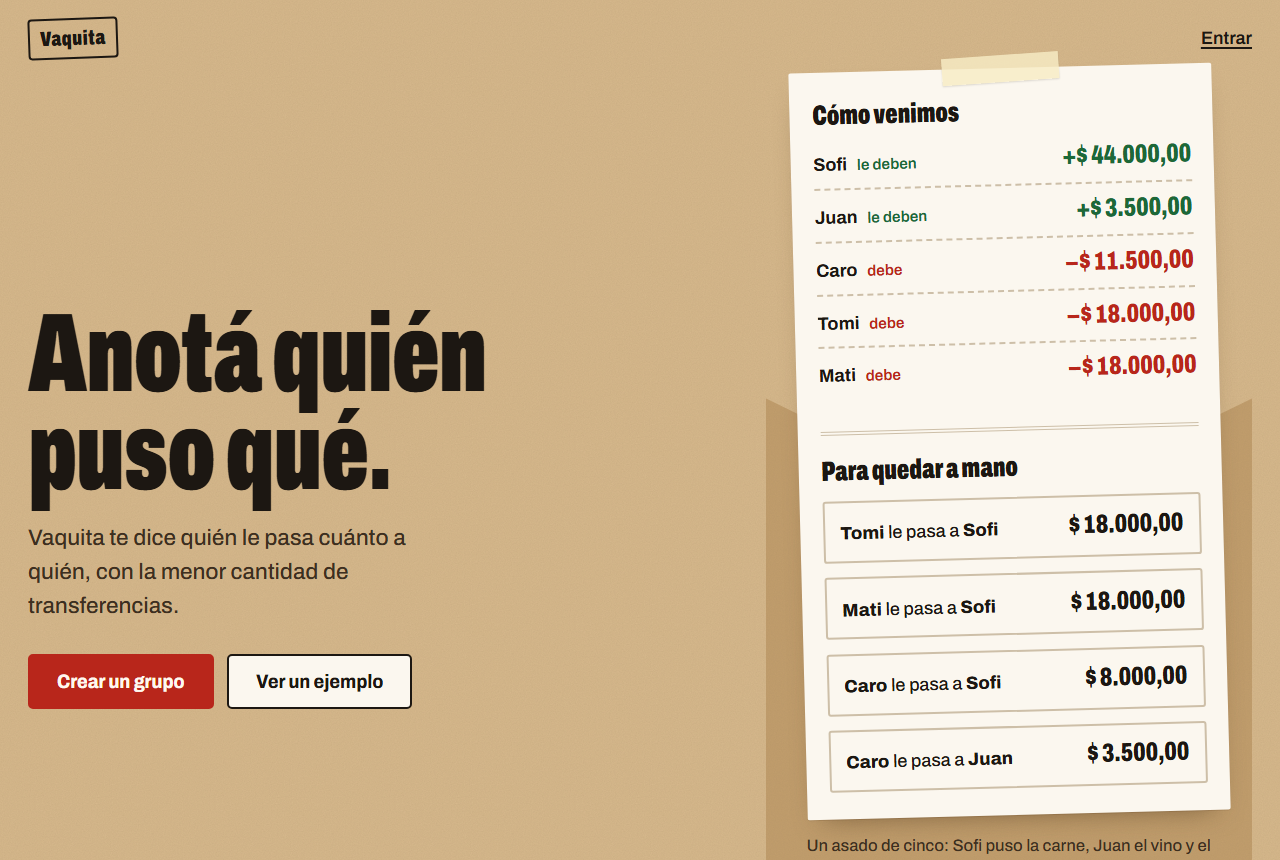 Vaquita
Entrar
Anotá quién
puso qué.
Vaquita te dice quién le pasa cuánto a
quién, con la menor cantidad de
transferencias.
Crear un grupo
Ver un ejemplo
Cómo venimos
Sofi le deben +$ 44.000,00
Juan le deben +$ 3.500,00
Caro debe −$ 11.500,00
Tomi debe −$ 18.000,00
Mati debe −$ 18.000,00
Para quedar a mano
Tomi le pasa a Sofi $ 18.000,00
Mati le pasa a Sofi $ 18.000,00
Caro le pasa a Sofi $ 8.000,00
Caro le pasa a Juan $ 3.500,00
Un asado de cinco: Sofi puso la carne, Juan el vino y el